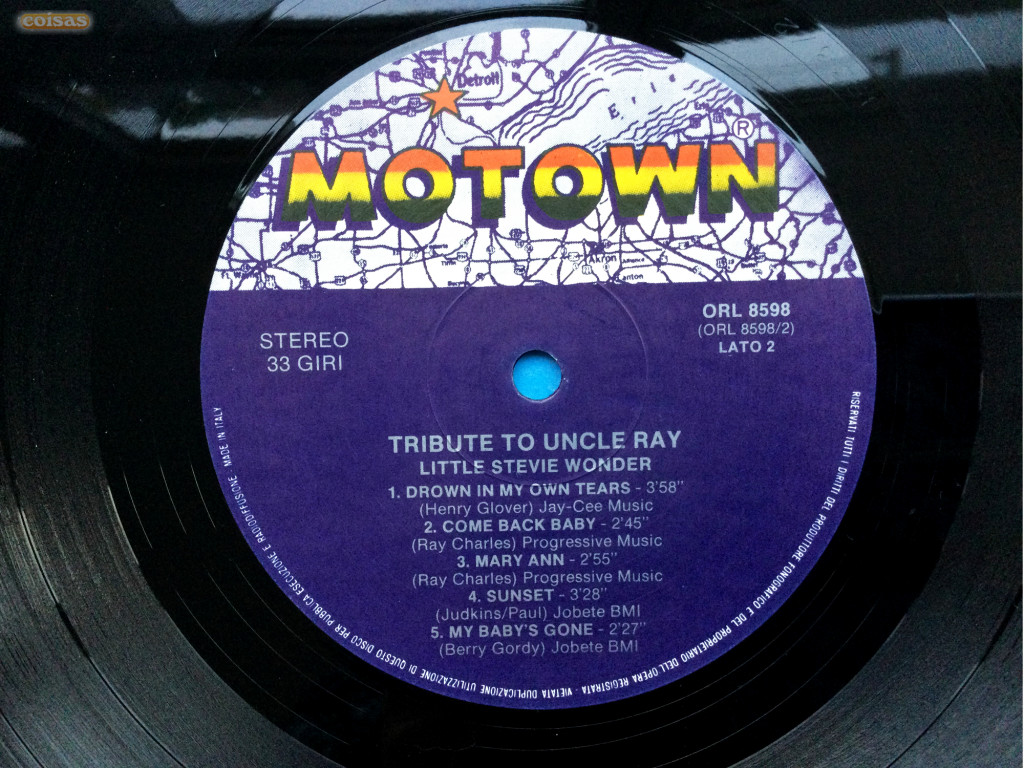 coisas
Detroit
Erie
MOTOWN
®
Akron
Canton
STEREO
33 GIRI
ORL 8598
(ORL 8598/2)
LATO 2
TRIBUTE TO UNCLE RAY
LITTLE STEVIE WONDER
1. DROWN IN MY OWN TEARS - 3'58"
(Henry Glover) Jay-Cee Music
2. COME BACK BABY - 2'45"
(Ray Charles) Progressive Music
3. MARY ANN - 2'55"
(Ray Charles) Progressive Music
4. SUNSET - 3'28"
(Judkins/Paul) Jobete BMI
5. MY BABY'S GONE - 2'27"
(Berry Gordy) Jobete BMI
RISERVATI TUTTI I DIRITTI DEL PRODUTTORE FONOGRAFICO E DEL PROPRIETARIO DELL'OPERA REGISTRATA - VIETATA DUPLICAZIONE UTILIZZAZIONE DI QUESTO DISCO PER PUBBLICA ESECUZIONE E RADIODIFFUSIONE. MADE IN ITALY